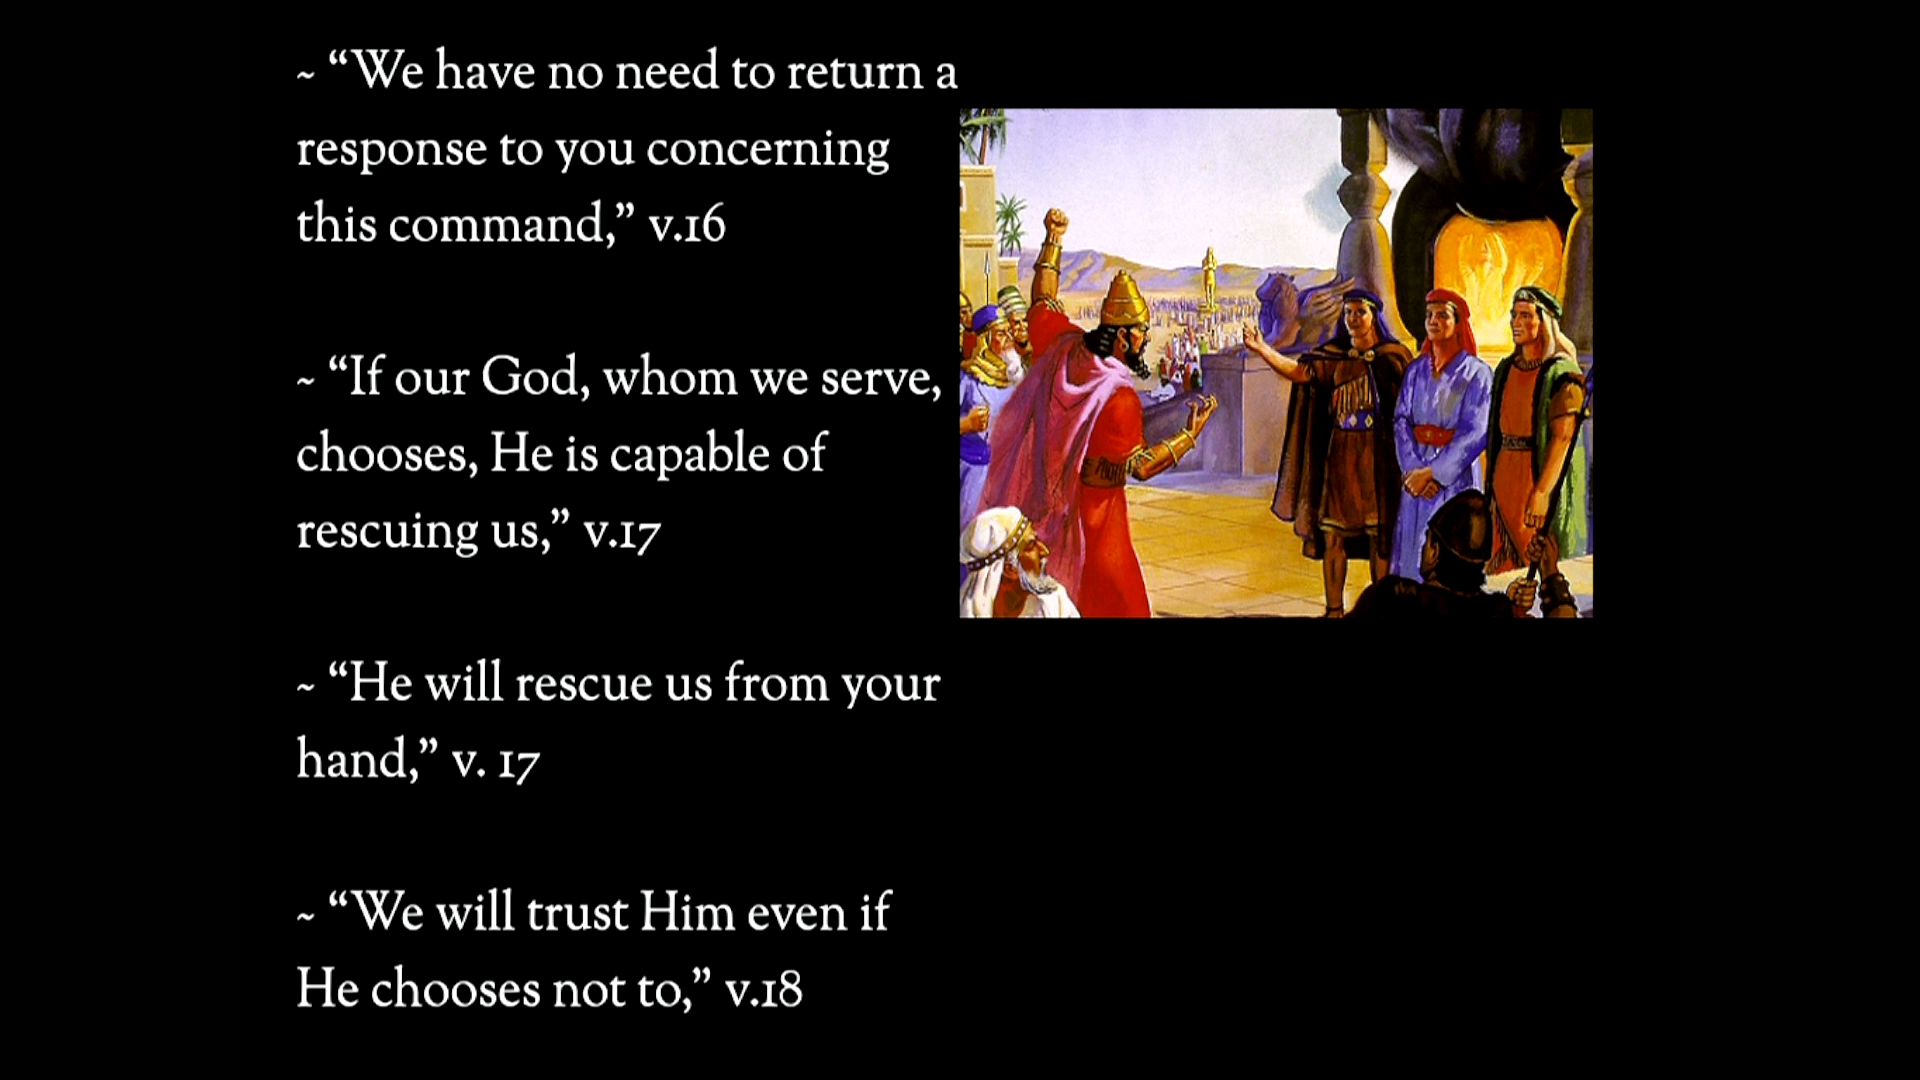 ~ “We have no need to return a
response to you concerning
this command,” v.16
~ “If our God, whom we serve,
chooses, He is capable of
rescuing us,” v.17
~ “He will rescue us from your
hand,” v. 17
~ “We will trust Him even if
He chooses not to,” v.18